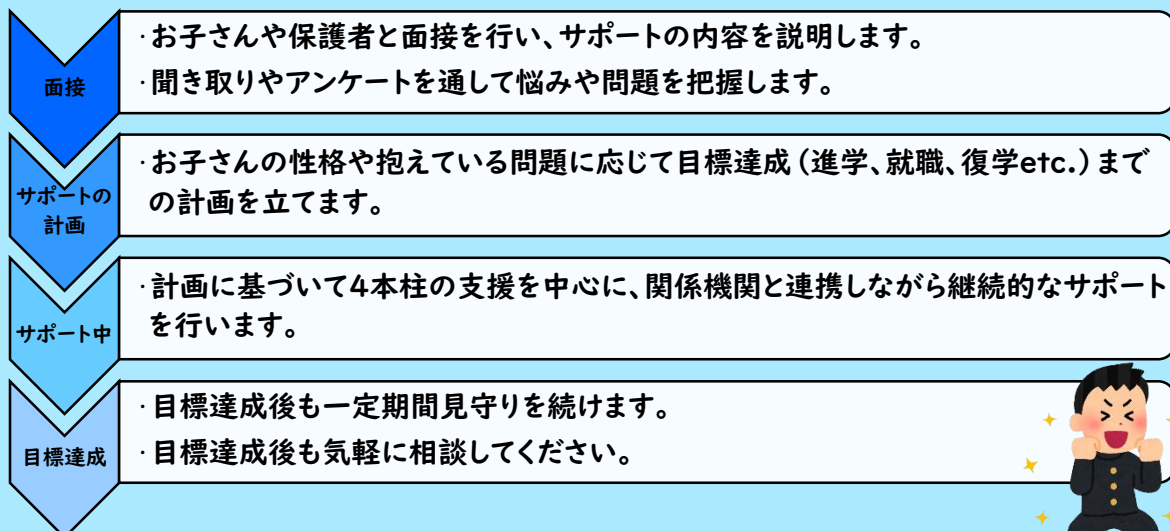 面接
・お子さんや保護者と面接を行い、サポートの内容を説明します。
・聞き取りやアンケートを通して悩みや問題を把握します。
サポートの
計画
・お子さんの性格や抱えている問題に応じて目標達成（進学、就職、復学etc.）まで
の計画を立てます。
サポート中
・計画に基づいて4本柱の支援を中心に、関係機関と連携しながら継続的なサポート
を行います。
目標達成
・目標達成後も一定期間見守りを続けます。
・目標達成後も気軽に相談してください。